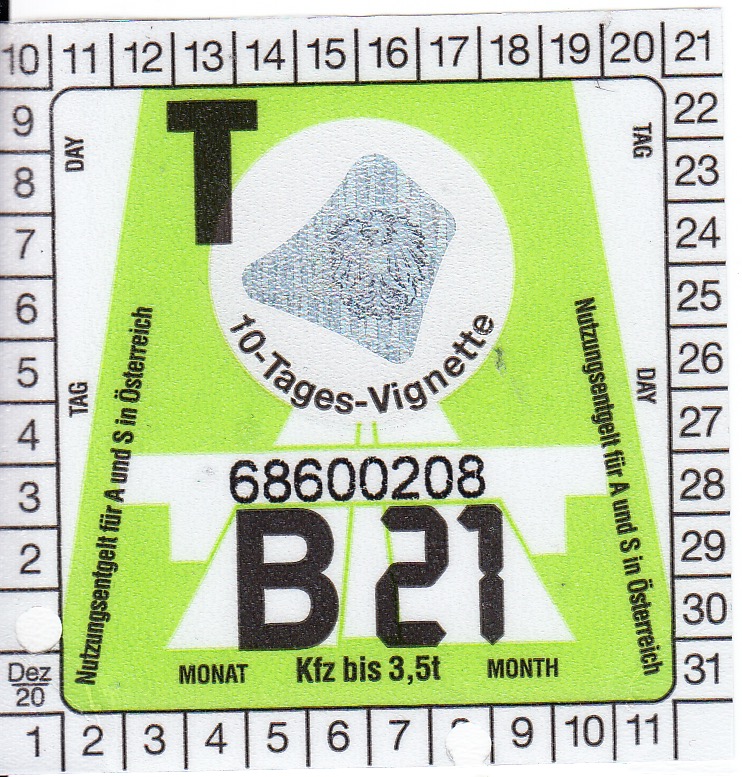 10 11 12 13 14 15 16 17 18 19 20 21
9 22
8 23
7 24
6 25
5 26
4 27
3 28
2 29
30
Dez 20 31
1 2 3 4 5 6 7 9 10 11
DAY
TAG
TAG
DAY
T
10-Tages-Vignette
Nutzungsentgelt für A und S in Österreich
Nutzungsentgelt für A und S in Österreich
68600208
B 21
MONAT Kfz bis 3,5t MONTH